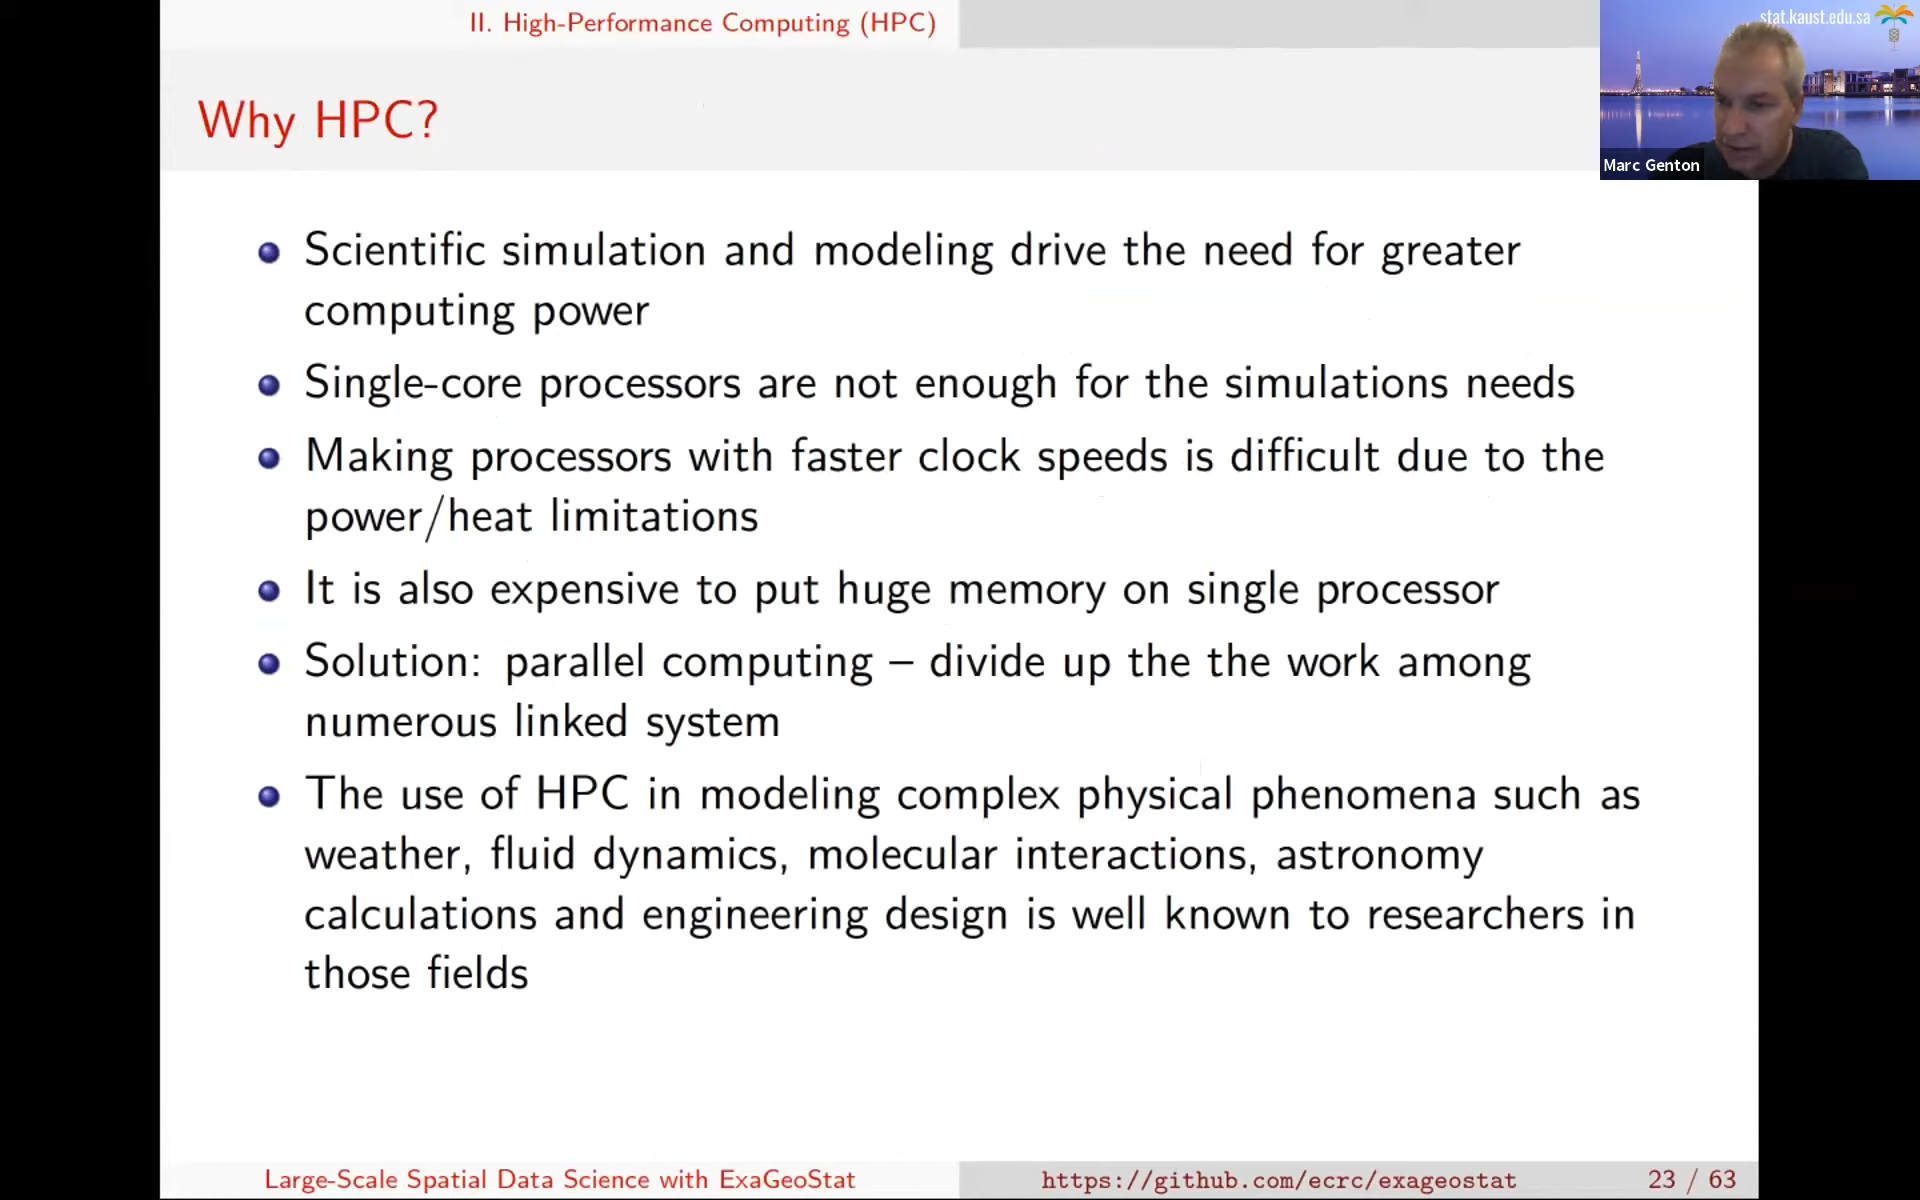 II. High-Performance Computing (HPC)
stat.kaust.edu.sa
Why HPC?
Marc Genton
Scientific simulation and modeling drive the need for greater
computing power
Single-core processors are not enough for the simulations needs
Making processors with faster clock speeds is difficult due to the
power/heat limitations
It is also expensive to put huge memory on single processor
Solution: parallel computing – divide up the the work among
numerous linked system
The use of HPC in modeling complex physical phenomena such as
weather, fluid dynamics, molecular interactions, astronomy
calculations and engineering design is well known to researchers in
those fields
Large-Scale Spatial Data Science with ExaGeoStat
https://github.com/ecrc/exageostat
23 / 63